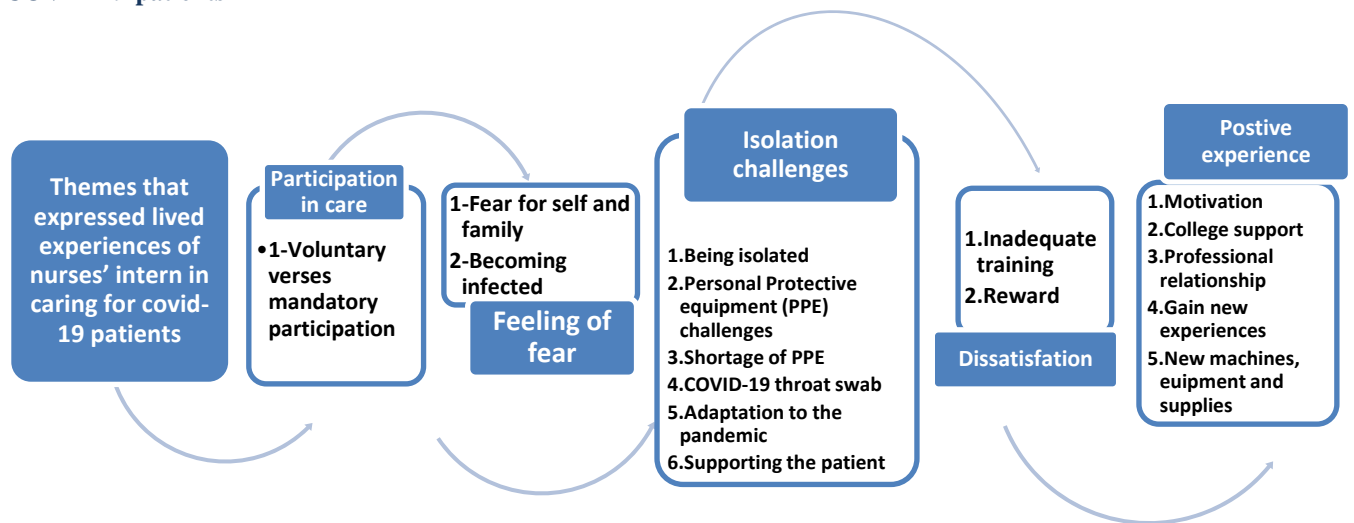 Themes that
expressed lived
experiences of
nurses’ intern in
caring for covid-
19 patients
Participation
in care
•1-Voluntary
verses
mandatory
participation
1-Fear for self and
family
2-Becoming
infected
Feeling of
fear
Isolation
challenges
1.Being isolated
2.Personal Protective
equipment (PPE)
challenges
3.Shortage of PPE
4.COVID-19 throat swab
5.Adaptation to the
pandemic
6.Supporting the patient
1.Inadequate
training
2.Reward
Dissatisfation
Postive
experience
1.Motivation
2.College support
3.Professional
relationship
4.Gain new
experiences
5.New machines,
euipment and
supplies